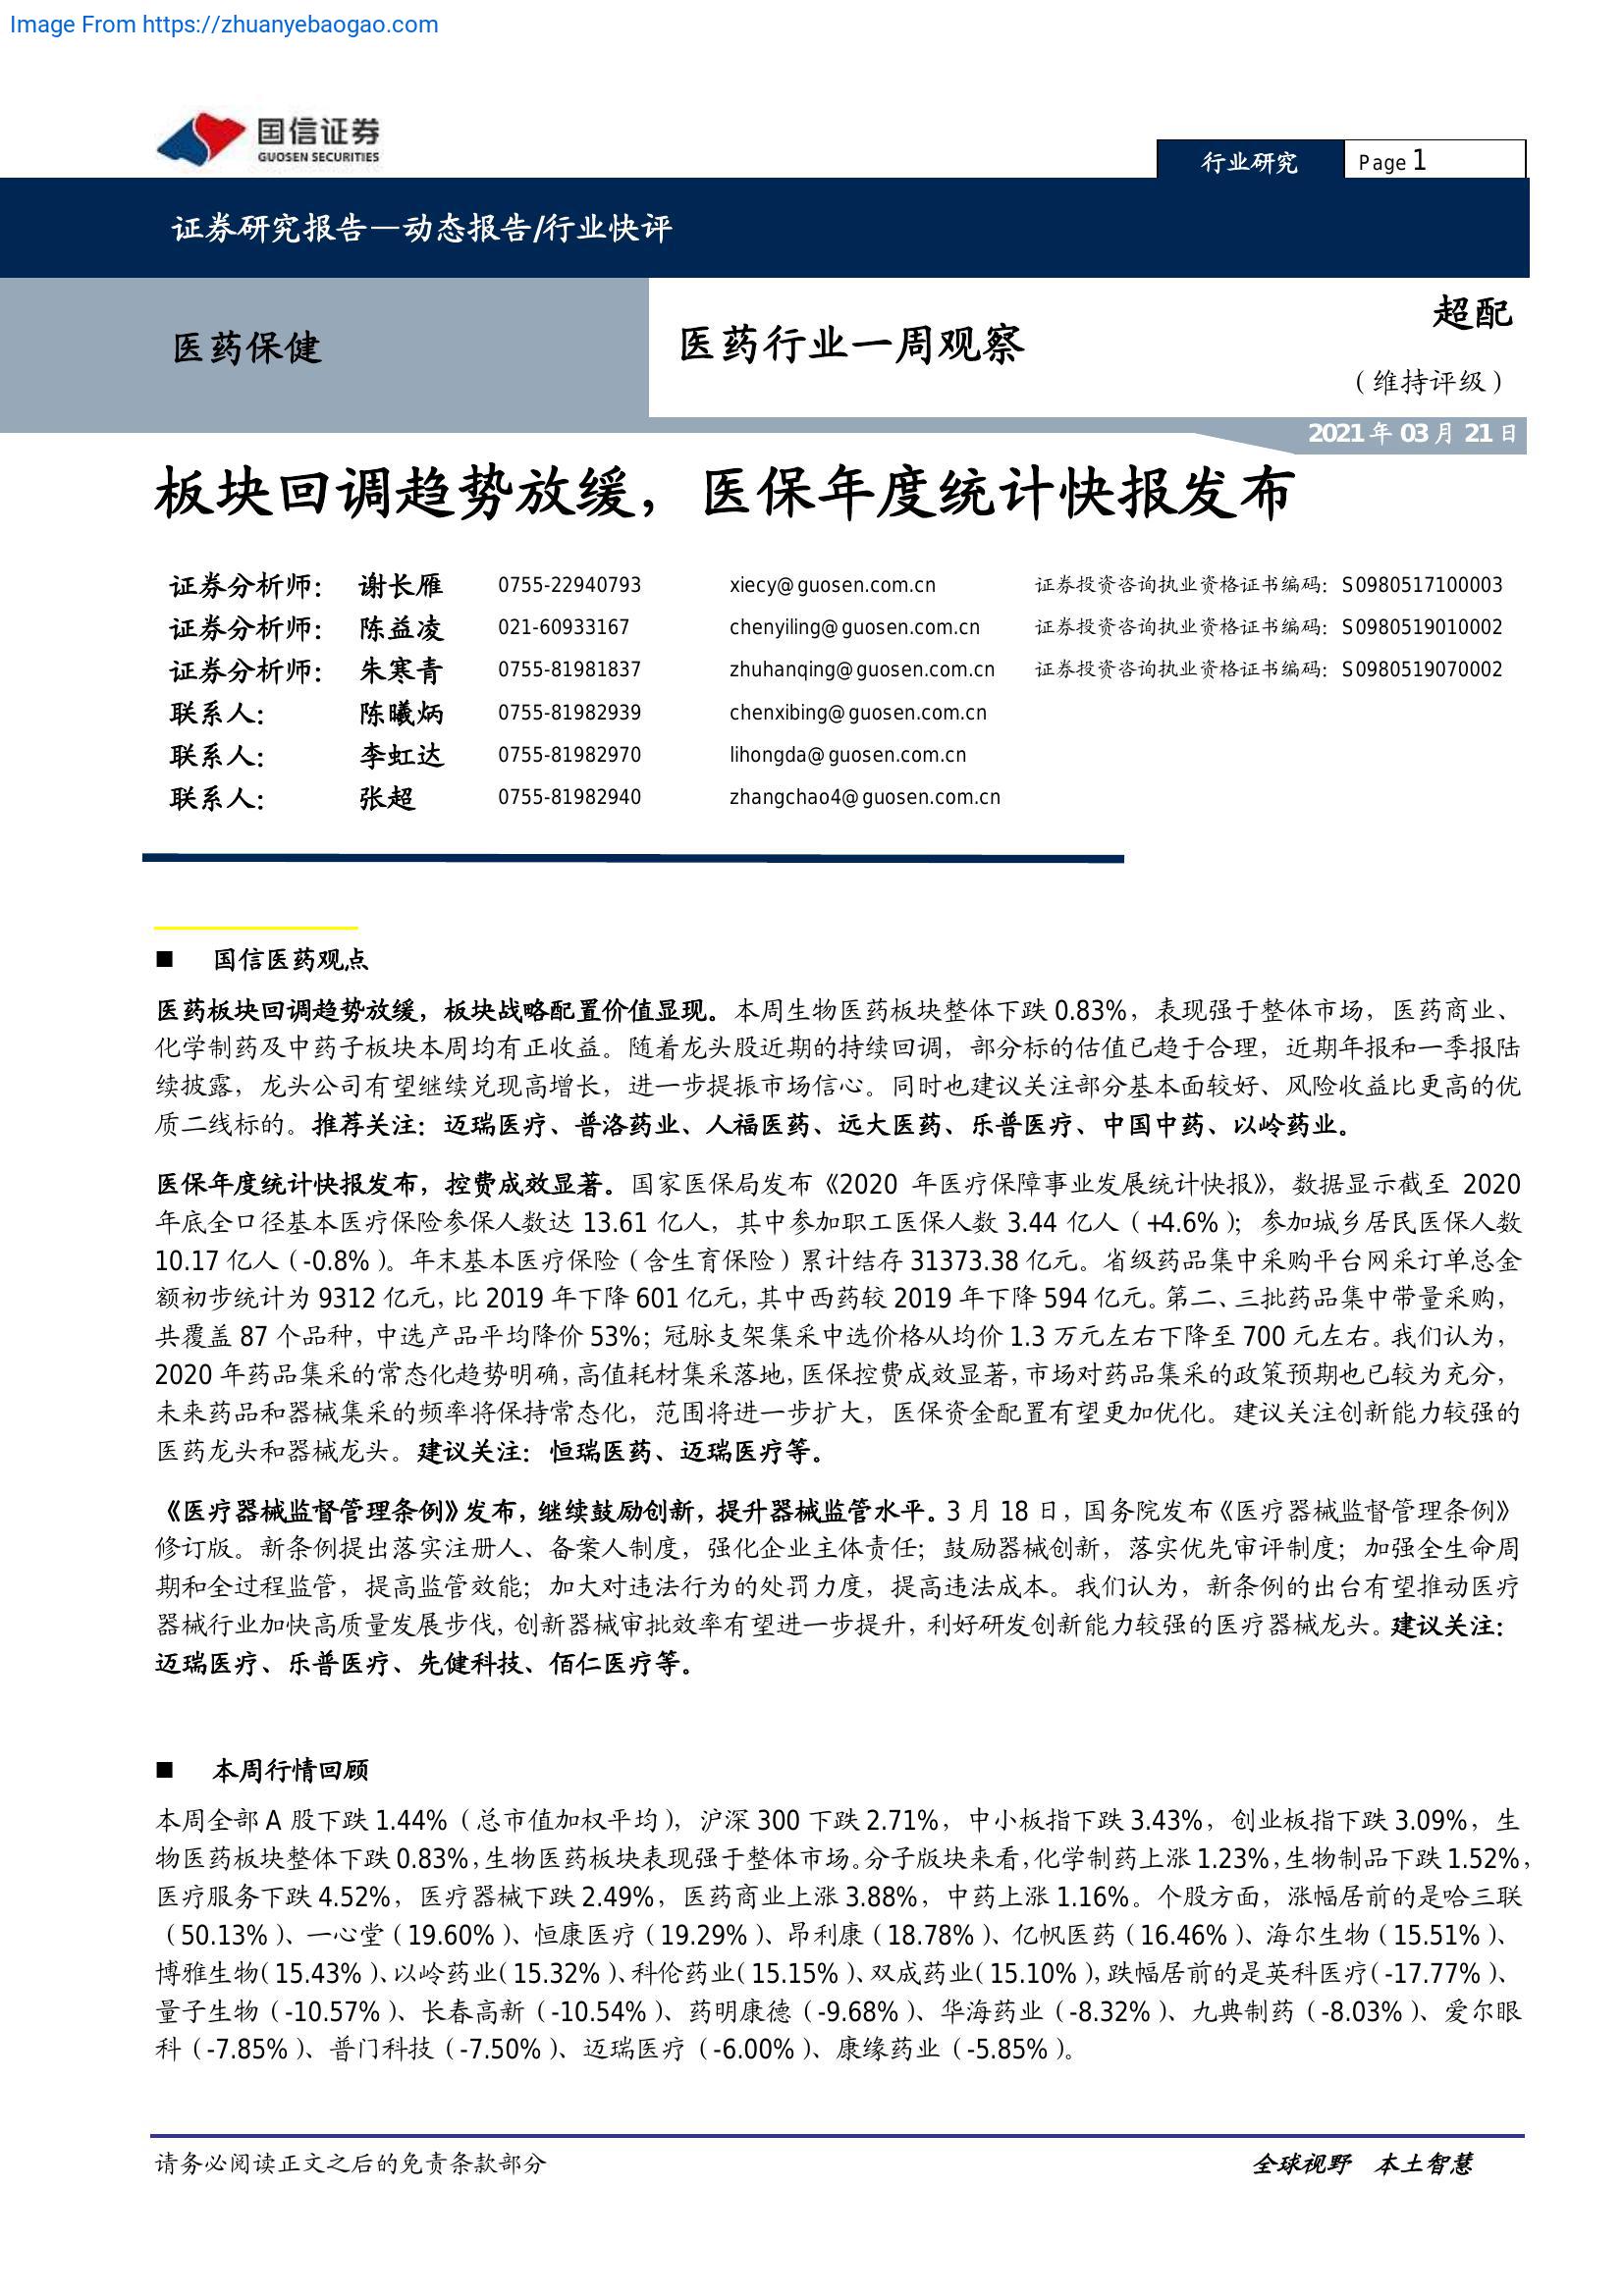 Image From https://zhuanyebaogao.com
国信证券
GUOSEN SECURITIES
行业研究
Page 1
证券研究报告—动态报告/行业快评
医药保健
医药行业一周观察
超配
（维持评级）
2021年03月21日
板块回调趋势放缓，医保年度统计快报发布
证券分析师： 谢长雁 0755-22940793 xiecy@guosen.com.cn 证券投资咨询执业资格证书编码：S0980517100003
证券分析师： 陈益凌 021-60933167 chenyiling@guosen.com.cn 证券投资咨询执业资格证书编码：S0980519010002
证券分析师： 朱寒青 0755-81981837 zhuhanqing@guosen.com.cn 证券投资咨询执业资格证书编码：S0980519070002
联系人： 陈曦炳 0755-81982939 chenxibing@guosen.com.cn
联系人： 李虹达 0755-81982970 lihongda@guosen.com.cn
联系人： 张超 0755-81982940 zhangchao4@guosen.com.cn
■ 国信医药观点
医药板块回调趋势放缓，板块战略配置价值显现。本周生物医药板块整体下跌0.83%，表现强于整体市场，医药商业、
化学制药及中药子板块本周均有正收益。随着龙头股近期的持续回调，部分标的估值已趋于合理，近期年报和一季报陆
续披露，龙头公司有望继续兑现高增长，进一步提振市场信心。同时也建议关注部分基本面较好、风险收益比更高的优
质二线标的。推荐关注：迈瑞医疗、普洛药业、人福医药、远大医药、乐普医疗、中国中药、以岭药业。
医保年度统计快报发布，控费成效显著。国家医保局发布《2020 年医疗保障事业发展统计快报》，数据显示截至 2020
年底全口径基本医疗保险参保人数达 13.61 亿人，其中参加职工医保人数 3.44 亿人（+4.6%）；参加城乡居民医保人数
10.17 亿人（-0.8%）。年末基本医疗保险（含生育保险）累计结存 31373.38 亿元。省级药品集中采购平台网采订单总金
额初步统计为 9312 亿元，比 2019 年下降 601 亿元，其中西药较 2019 年下降 594 亿元。第二、三批药品集中带量采购，
共覆盖 87 个品种，中选产品平均降价 53%；冠脉支架集采中选价格从均价 1.3 万元左右下降至 700 元左右。我们认为，
2020 年药品集采的常态化趋势明确，高值耗材集采落地，医保控费成效显著，市场对药品集采的政策预期也已较为充分，
未来药品和器械集采的频率将保持常态化，范围将进一步扩大，医保资金配置有望更加优化。建议关注创新能力较强的
医药龙头和器械龙头。建议关注：恒瑞医药、迈瑞医疗等。
《医疗器械监督管理条例》发布，继续鼓励创新，提升器械监管水平。3 月 18 日，国务院发布《医疗器械监督管理条例》
修订版。新条例提出落实注册人、备案人制度，强化企业主体责任；鼓励器械创新，落实优先审评制度；加强全生命周
期和全过程监管，提高监管效能；加大对违法行为的处罚力度，提高违法成本。我们认为，新条例的出台有望推动医疗
器械行业加快高质量发展步伐，创新器械审批效率有望进一步提升，利好研发创新能力较强的医疗器械龙头。建议关注：
迈瑞医疗、乐普医疗、先健科技、佰仁医疗等。
■ 本周行情回顾
本周全部 A 股下跌 1.44%（总市值加权平均），沪深 300 下跌 2.71%，中小板指下跌 3.43%，创业板指下跌 3.09%，生
物医药板块整体下跌 0.83%，生物医药板块表现强于整体市场。分子版块来看，化学制药上涨 1.23%，生物制品下跌 1.52%，
医疗服务下跌 4.52%，医疗器械下跌 2.49%，医药商业上涨 3.88%，中药上涨 1.16%。个股方面，涨幅居前的是哈三联
（50.13%）、一心堂（19.60%）、恒康医疗（19.29%）、昂利康（18.78%）、亿帆医药（16.46%）、海尔生物（15.51%）、
博雅生物（15.43%）、以岭药业（15.32%）、科伦药业（15.15%）、双成药业（15.10%），跌幅居前的是英科医疗（-17.77%）、
量子生物（-10.57%）、长春高新（-10.54%）、药明康德（-9.68%）、华海药业（-8.32%）、九典制药（-8.03%）、爱尔眼
科（-7.85%）、普门科技（-7.50%）、迈瑞医疗（-6.00%）、康缘药业（-5.85%）。
请务必阅读正文之后的免责条款部分
全球视野 本土智慧